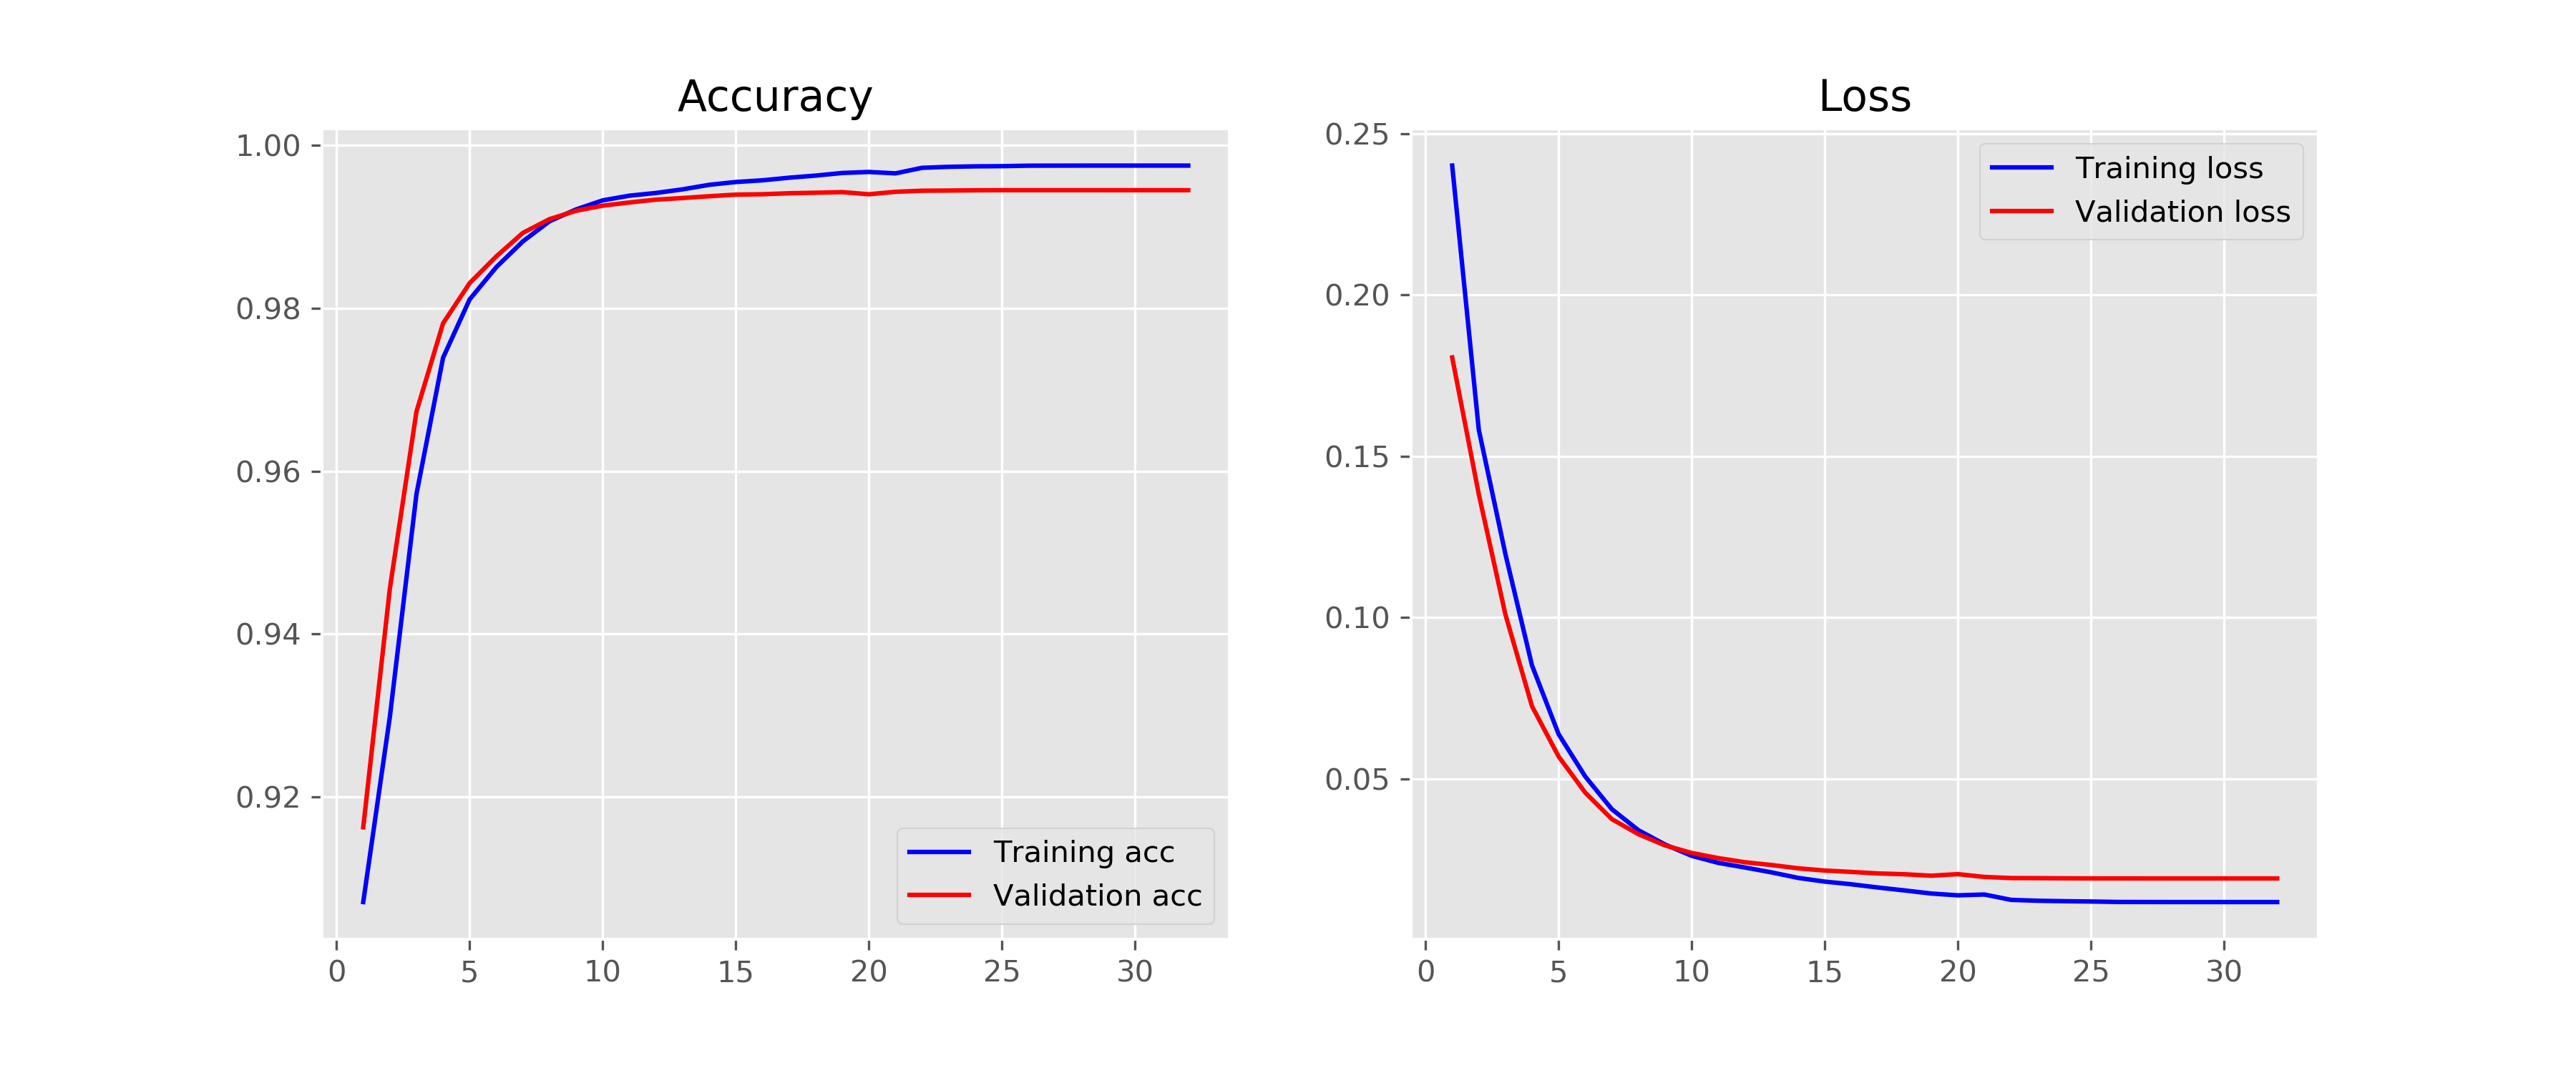 Accuracy
1.00
0.98
0.96
0.94
0.92
0 5 10 15 20 25 30
Training acc
Validation acc
Loss
0.25
0.20
0.15
0.10
0.05
0 5 10 15 20 25 30
Training loss
Validation loss